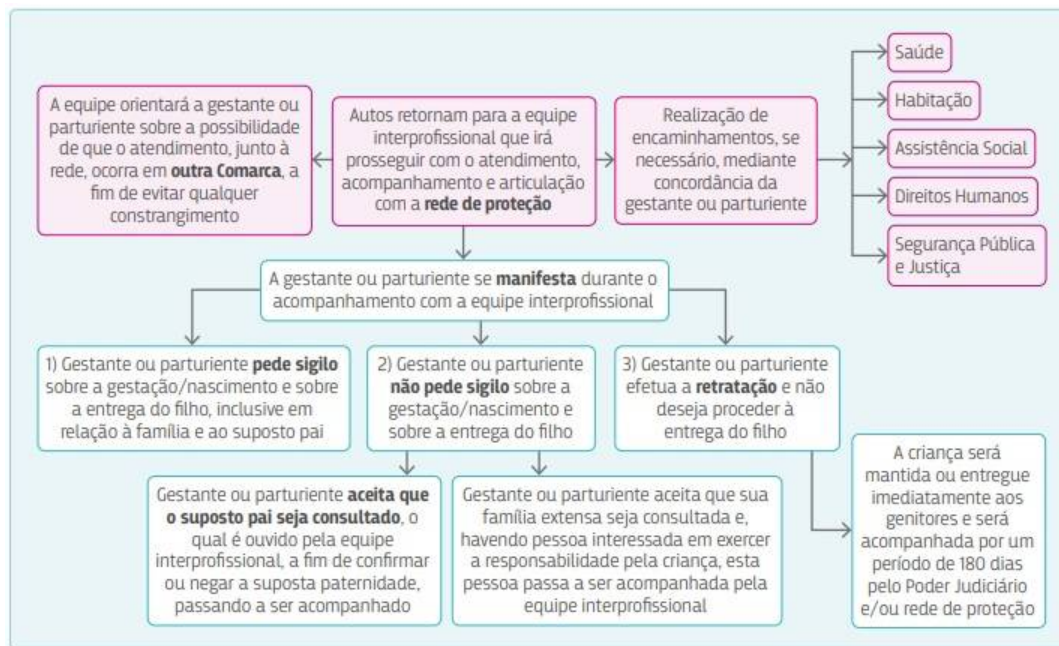 A equipe orientará a gestante ou
parturiente sobre a possibilidade
de que o atendimento, junto à
rede, ocorra em outra Comarca, a
fim de evitar qualquer
constrangimento
Autos retornam para a equipe
interprofissional que irá
prosseguir com o atendimento,
acompanhamento e articulação
com a rede de proteção
Realização de
encaminhamentos, se
necessário, mediante
concordância da
gestante ou parturiente
Saúde
Habitação
Assistência Social
Direitos Humanos
Segurança Pública
e Justiça
A gestante ou parturiente se manifesta durante o
acompanhamento com a equipe interprofissional
1) Gestante ou parturiente pede sigilo
sobre a gestação/nascimento e sobre
a entrega do filho, inclusive em
relação à família e ao suposto pai
2) Gestante ou parturiente
não pede sigilo sobre a
gestação/nascimento e
sobre a entrega do filho
3) Gestante ou parturiente
efetua a retratação e não
deseja proceder à
entrega do filho
Gestante ou parturiente aceita que
o suposto pai seja consultado, o
qual é ouvido pela equipe
interprofissional, a fim de confirmar
ou negar a suposta paternidade,
passando a ser acompanhado
Gestante ou parturiente aceita que sua
família extensa seja consultada e,
havendo pessoa interessada em exercer
a responsabilidade pela criança, esta
pessoa passa a ser acompanhada pela
equipe interprofissional
A criança será
mantida ou entregue
imediatamente aos
genitores e será
acompanhada por um
período de 180 dias
pelo Poder Judiciário
e/ou rede de proteção